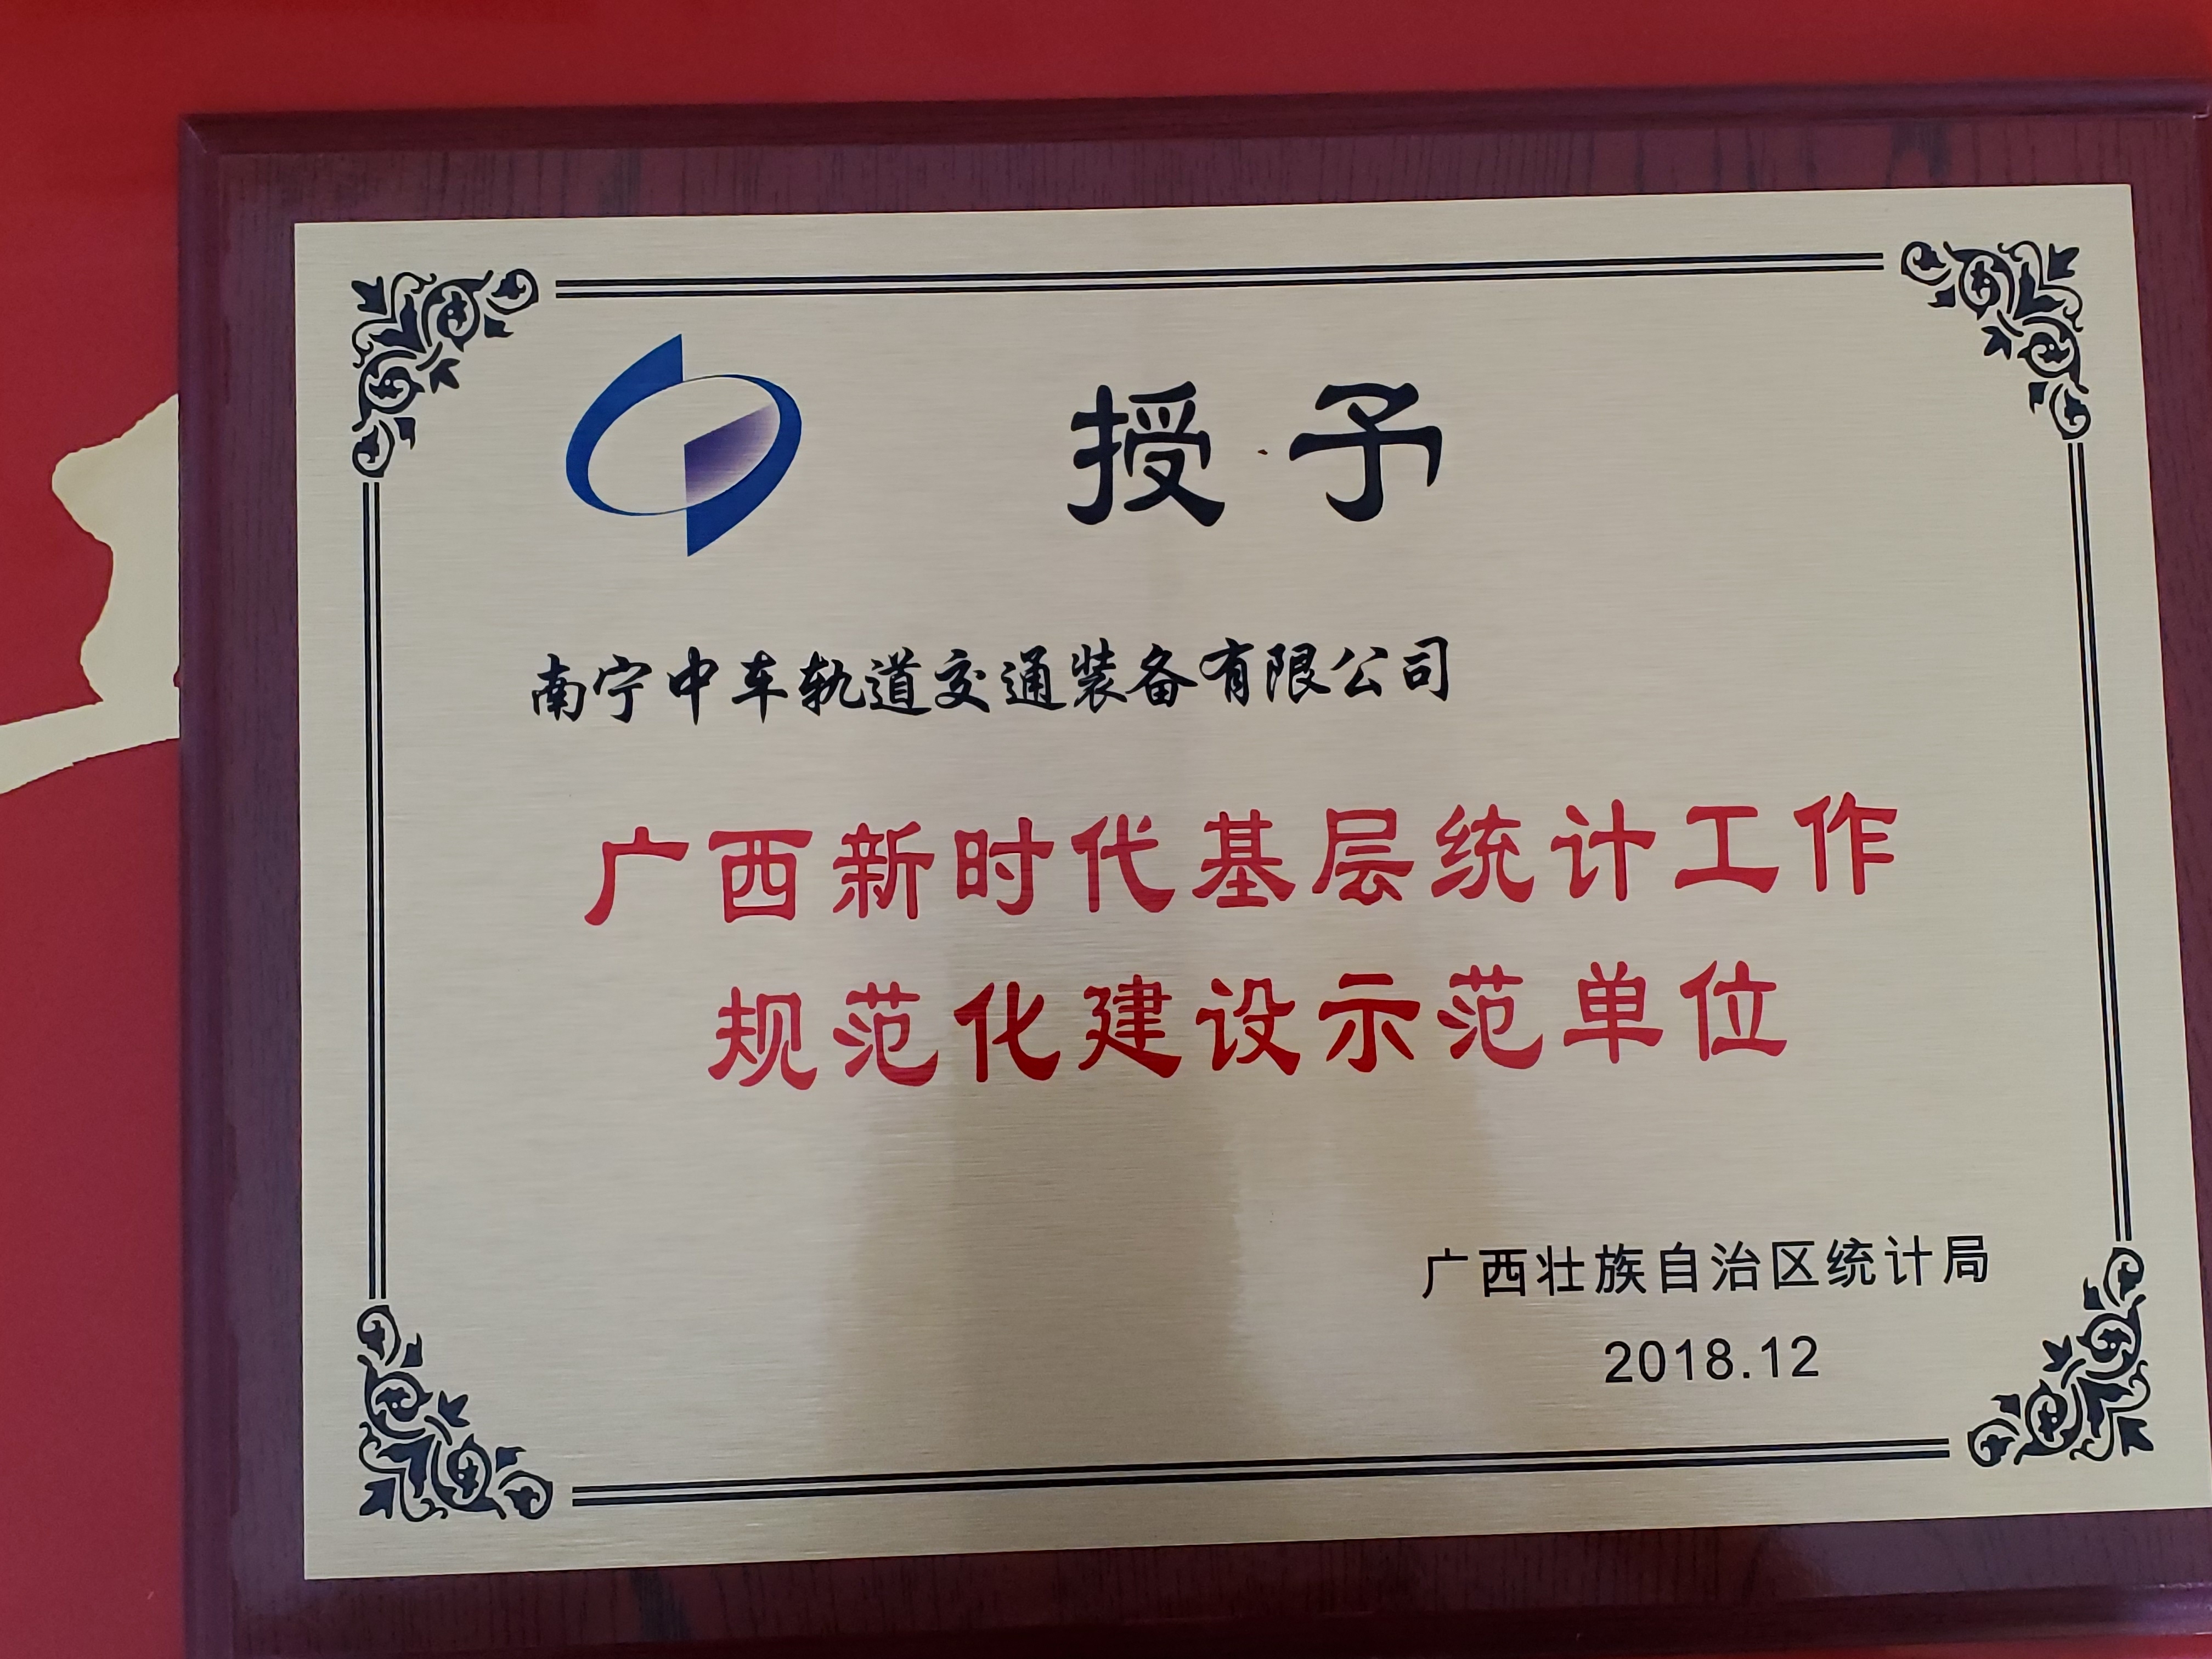 授予
南宁中车轨道交通装备有限公司
广西新时代基层统计工作
规范化建设示范单位
广西壮族自治区统计局
2018.12